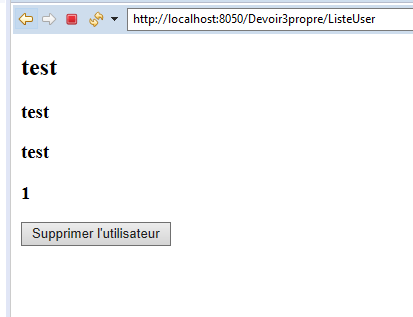 http://localhost:8050/Devoir3propre/ListeUser
test
test
test
1
Supprimer l'utilisateur